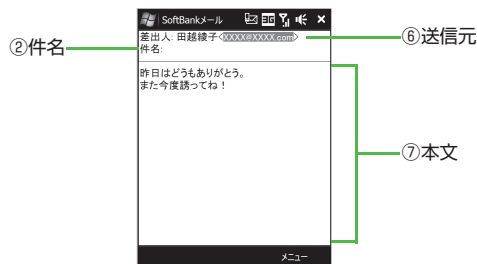 SoftBankメール
3G
差出人: 田越綾子<XXXX@XXXX.com>
件名:
昨日はどうもありがとう。
また今度誘ってね！
メニュー
②件名
⑥送信元
⑦本文